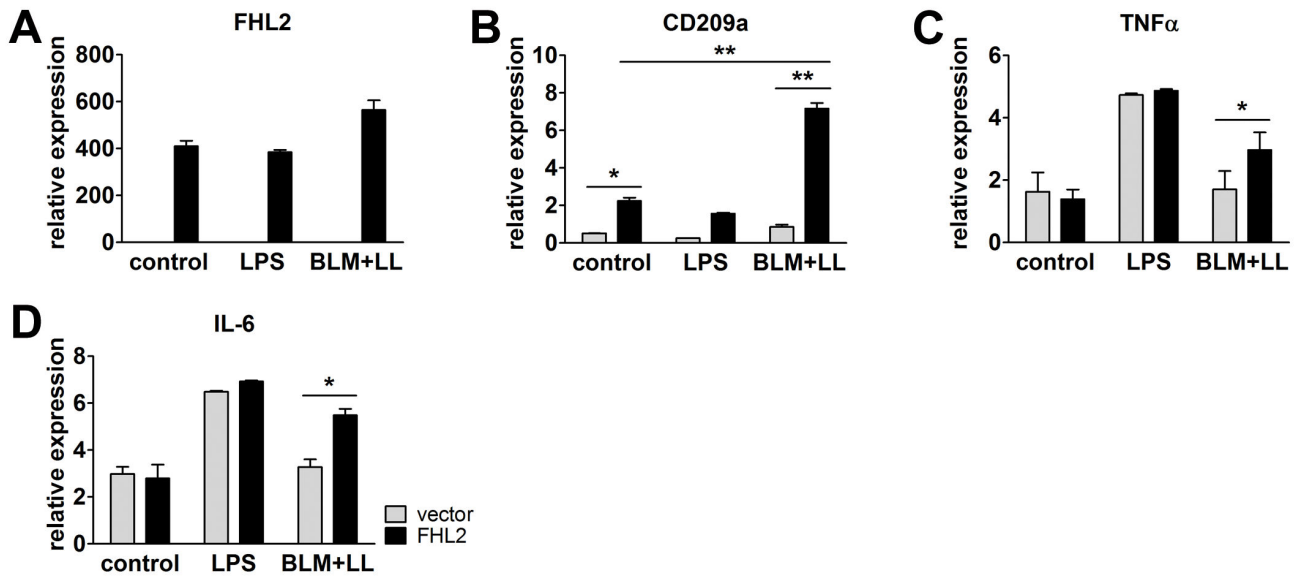 A
FHL2
relative expression
800
600
400
200
0
control LPS BLM+LL
B
CD209a
relative expression
10
8
6
4
2
0
**
**
*
control LPS BLM+LL
C
TNFα
relative expression
6
4
2
0
*
control LPS BLM+LL
D
IL-6
relative expression
8
6
4
2
0
*
control LPS BLM+LL
vector
FHL2